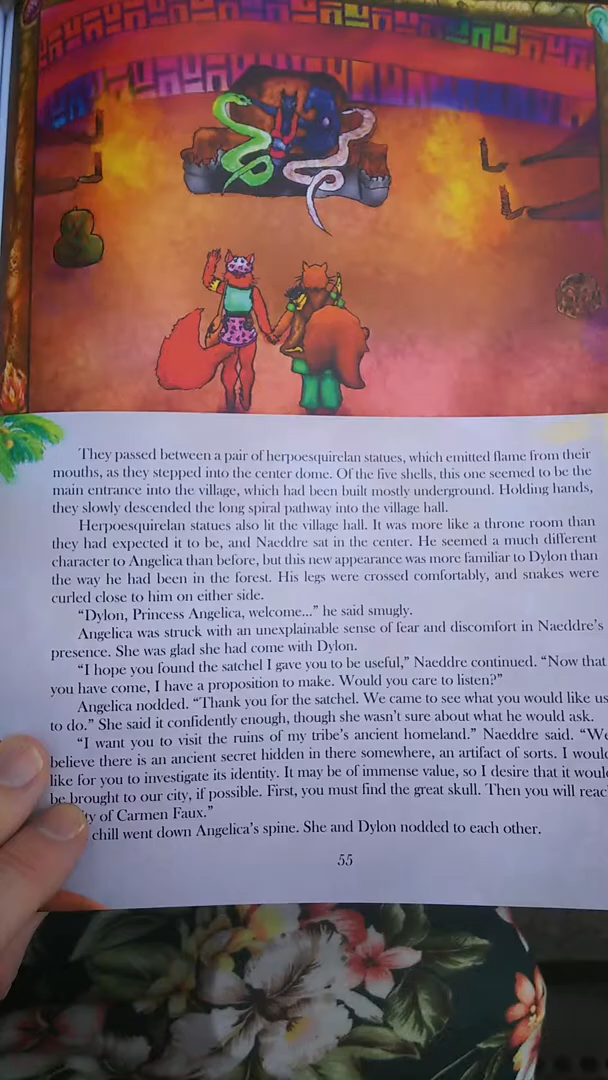 They passed between a pair of herpoesquirelan statues, which emitted flame from their
mouths, as they stepped into the center dome. Of the five shells, this one seemed to be the
main entrance into the village, which had been built mostly underground. Holding hands,
they slowly descended the long spiral pathway into the village hall.
Herpoesquirelan statues also lit the village hall. It was more like a throne room than
they had expected it to be, and Naeddre sat in the center. He seemed a much different
character to Angelica than before, but this new appearance was more familiar to Dylon than
the way he had been in the forest. His legs were crossed comfortably, and snakes were
curled close to him on either side.
“Dylon, Princess Angelica, welcome...” he said smugly.
Angelica was struck with an unexplainable sense of fear and discomfort in Naeddre's
presence. She was glad she had come with Dylon.
“I hope you found the satchel I gave you to be useful,” Naeddre continued. “Now that
you have come, I have a proposition to make. Would you care to listen?”
Angelica nodded. “Thank you for the satchel. We came to see what you would like us
to do.” She said it confidently enough, though she wasn't sure about what he would ask.
“I want you to visit the ruins of my tribe's ancient homeland.” Naeddre said. “We
believe there is an ancient secret hidden in there somewhere, an artifact of sorts. I woul
like for you to investigate its identity. It may be of immense value, so I desire that it woul
be brought to our city, if possible. First, you must find the great skull. Then you will reac
ty of Carmen Faux.”
chill went down Angelica's spine. She and Dylon nodded to each other.
55